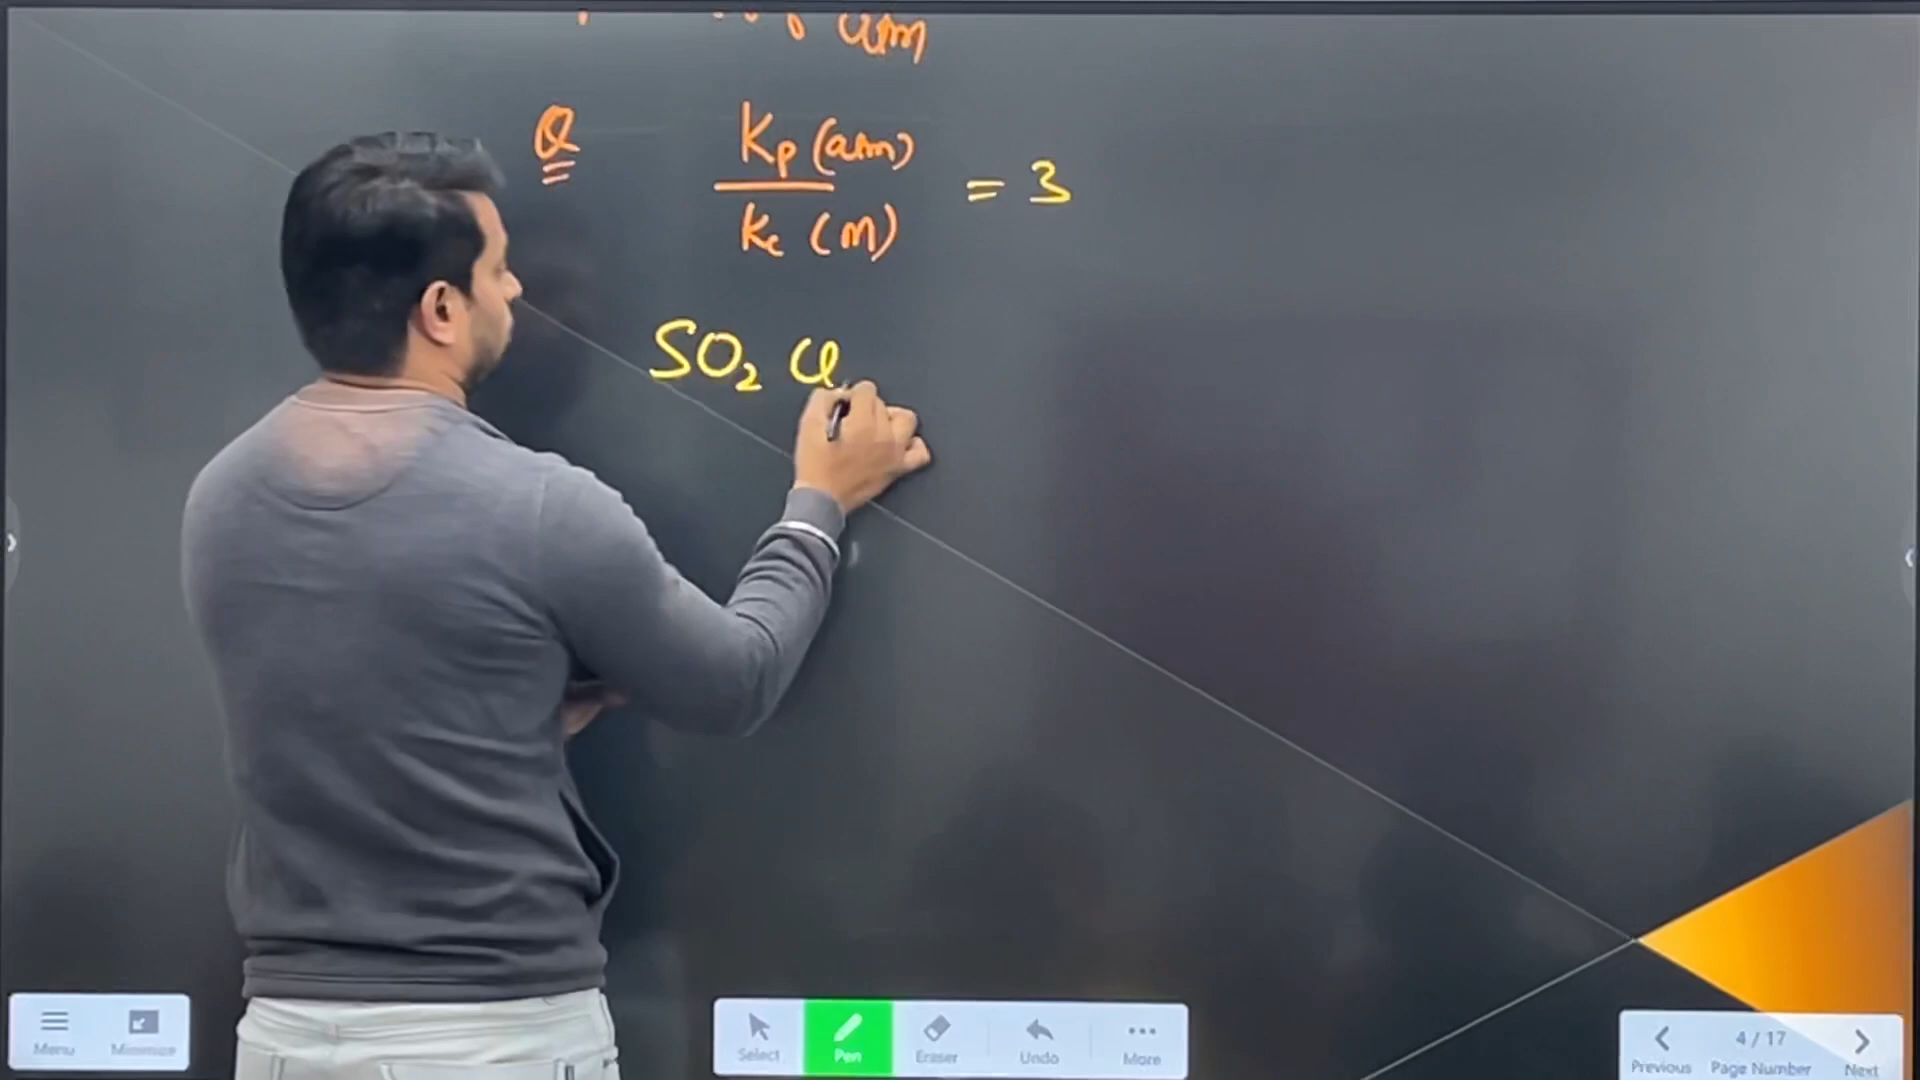 atm
Q Kp (atm) = 3
Kc (M)
SO₂ Cl
Menu
Minimize
Select
Pen
Eraser
Undo
More
4 / 17
Previous
Page Number
Next